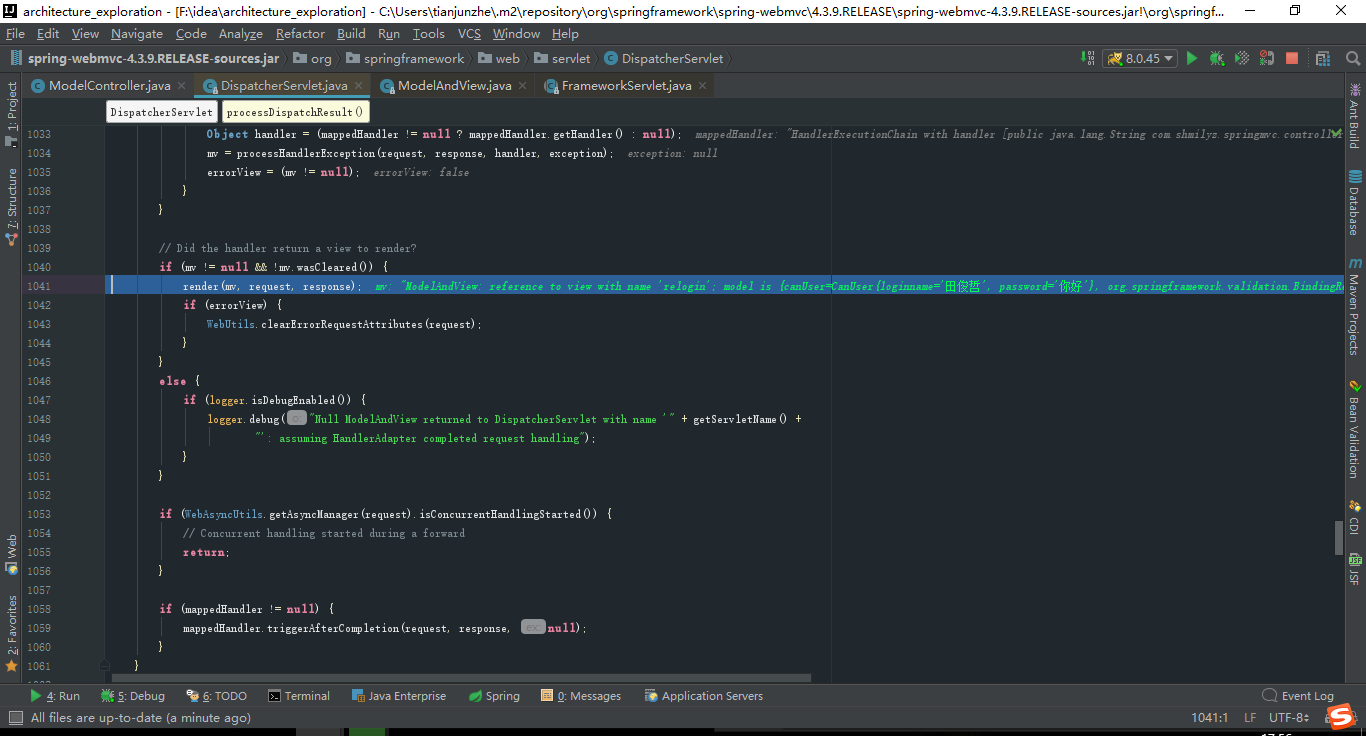 architecture_exploration - [F:\idea\architecture_exploration] - C:\Users\tianjunzhe\.m2\repository\org\springframework\spring-webmvc\4.3.9.RELEASE\spring-webmvc-4.3.9.RELEASE-sources.jar!\org\springf...
File Edit View Navigate Code Analyze Refactor Build Run Tools VCS Window Help
spring-webmvc-4.3.9.RELEASE-sources.jar org springframework web servlet DispatcherServlet 8.0.45
ModelController.java DispatcherServlet.java ModelAndView.java FrameworkServlet.java
DispatcherServlet processDispatchResult()
1033 Object handler = (mappedHandler != null ? mappedHandler.getHandler() : null); mappedHandler: "HandlerExecutionChain with handler [public java.lang.String com.shmilyz.springmvc.controller
1034 mv = processHandlerException(request, response, handler, exception); exception: null
1035 errorView = (mv != null); errorView: false
1036 }
1037 }
1038
1039 // Did the handler return a view to render?
1040 if (mv != null && !mv.wasCleared()) {
1041 render(mv, request, response); mv: "ModelAndView: reference to view with name 'relogin'; model is {canUser=CanUser{loginname='田俊哲', password='你好'}, org.springframework.validation.BindingRe
1042 if (errorView) {
1043 WebUtils.clearErrorRequestAttributes(request);
1044 }
1045 }
1046 else {
1047 if (logger.isDebugEnabled()) {
1048 logger.debug( o: "Null ModelAndView returned to DispatcherServlet with name '" + getServletName() +
1049 "': assuming HandlerAdapter completed request handling");
1050 }
1051 }
1052
1053 if (WebAsyncUtils.getAsyncManager(request).isConcurrentHandlingStarted()) {
1054 // Concurrent handling started during a forward
1055 return;
1056 }
1057
1058 if (mappedHandler != null) {
1059 mappedHandler.triggerAfterCompletion(request, response, ex: null);
1060 }
1061 }
1: Project
7: Structure
Web
2: Favorites
Ant Build
Database
Maven Projects
Bean Validation
CDI
JSF
4: Run 5: Debug 6: TODO Terminal Java Enterprise Spring 0: Messages Application Servers Event Log
All files are up-to-date (a minute ago) 1041:1 LF UTF-8